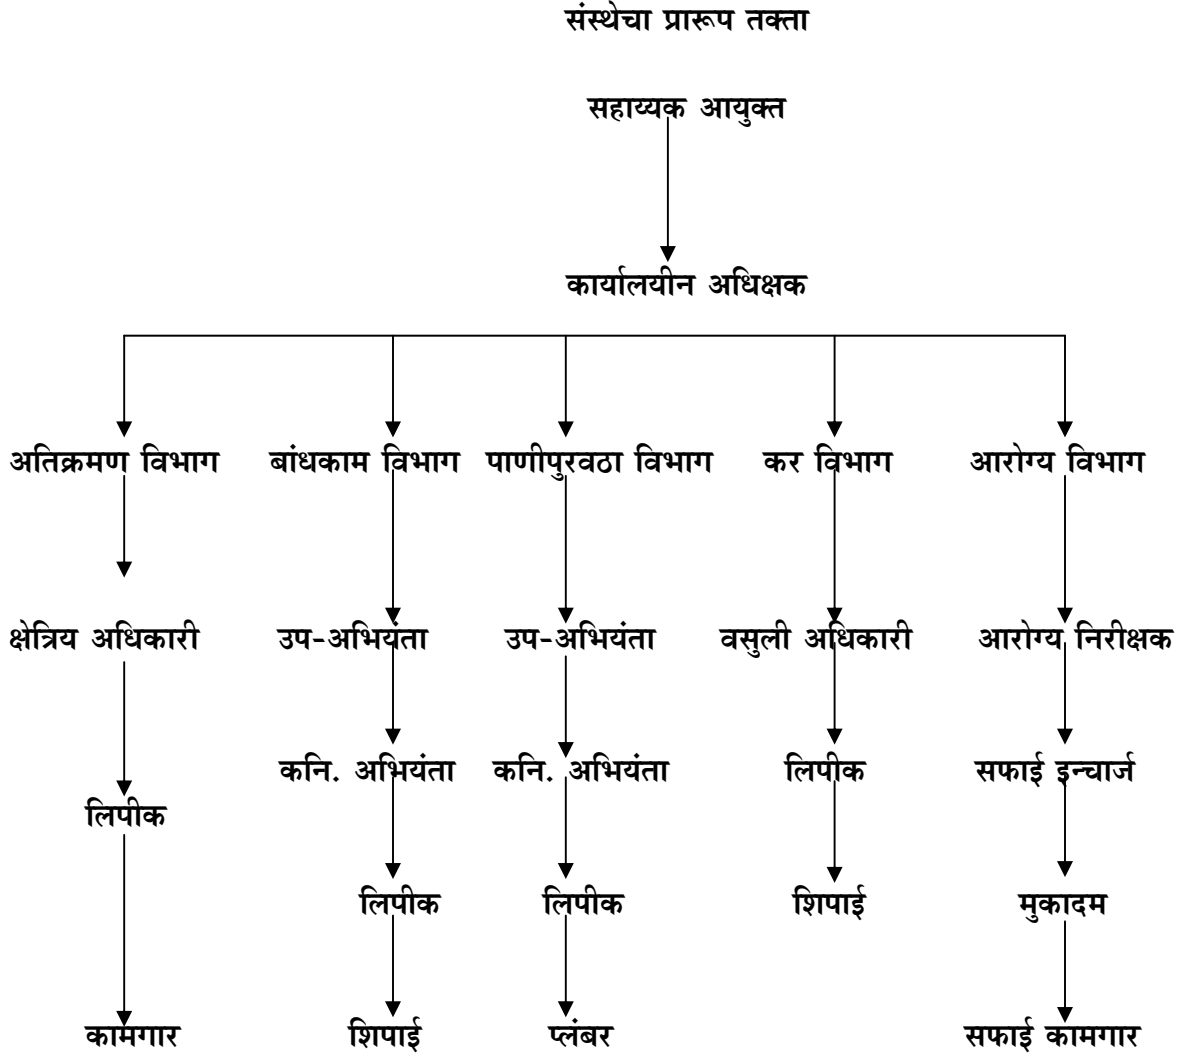 संस्थेचा प्रारूप तक्ता
सहाय्यक आयुक्त
कार्यालयीन अधिक्षक
अतिक्रमण विभाग बांधकाम विभाग पाणीपुरवठा विभाग कर विभाग आरोग्य विभाग
क्षेत्रिय अधिकारी उप-अभियंता उप-अभियंता वसुली अधिकारी आरोग्य निरीक्षक
कनि. अभियंता कनि. अभियंता लिपीक सफाई इन्चार्ज
लिपीक
लिपीक लिपीक शिपाई मुकादम
कामगार शिपाई प्लंबर सफाई कामगार